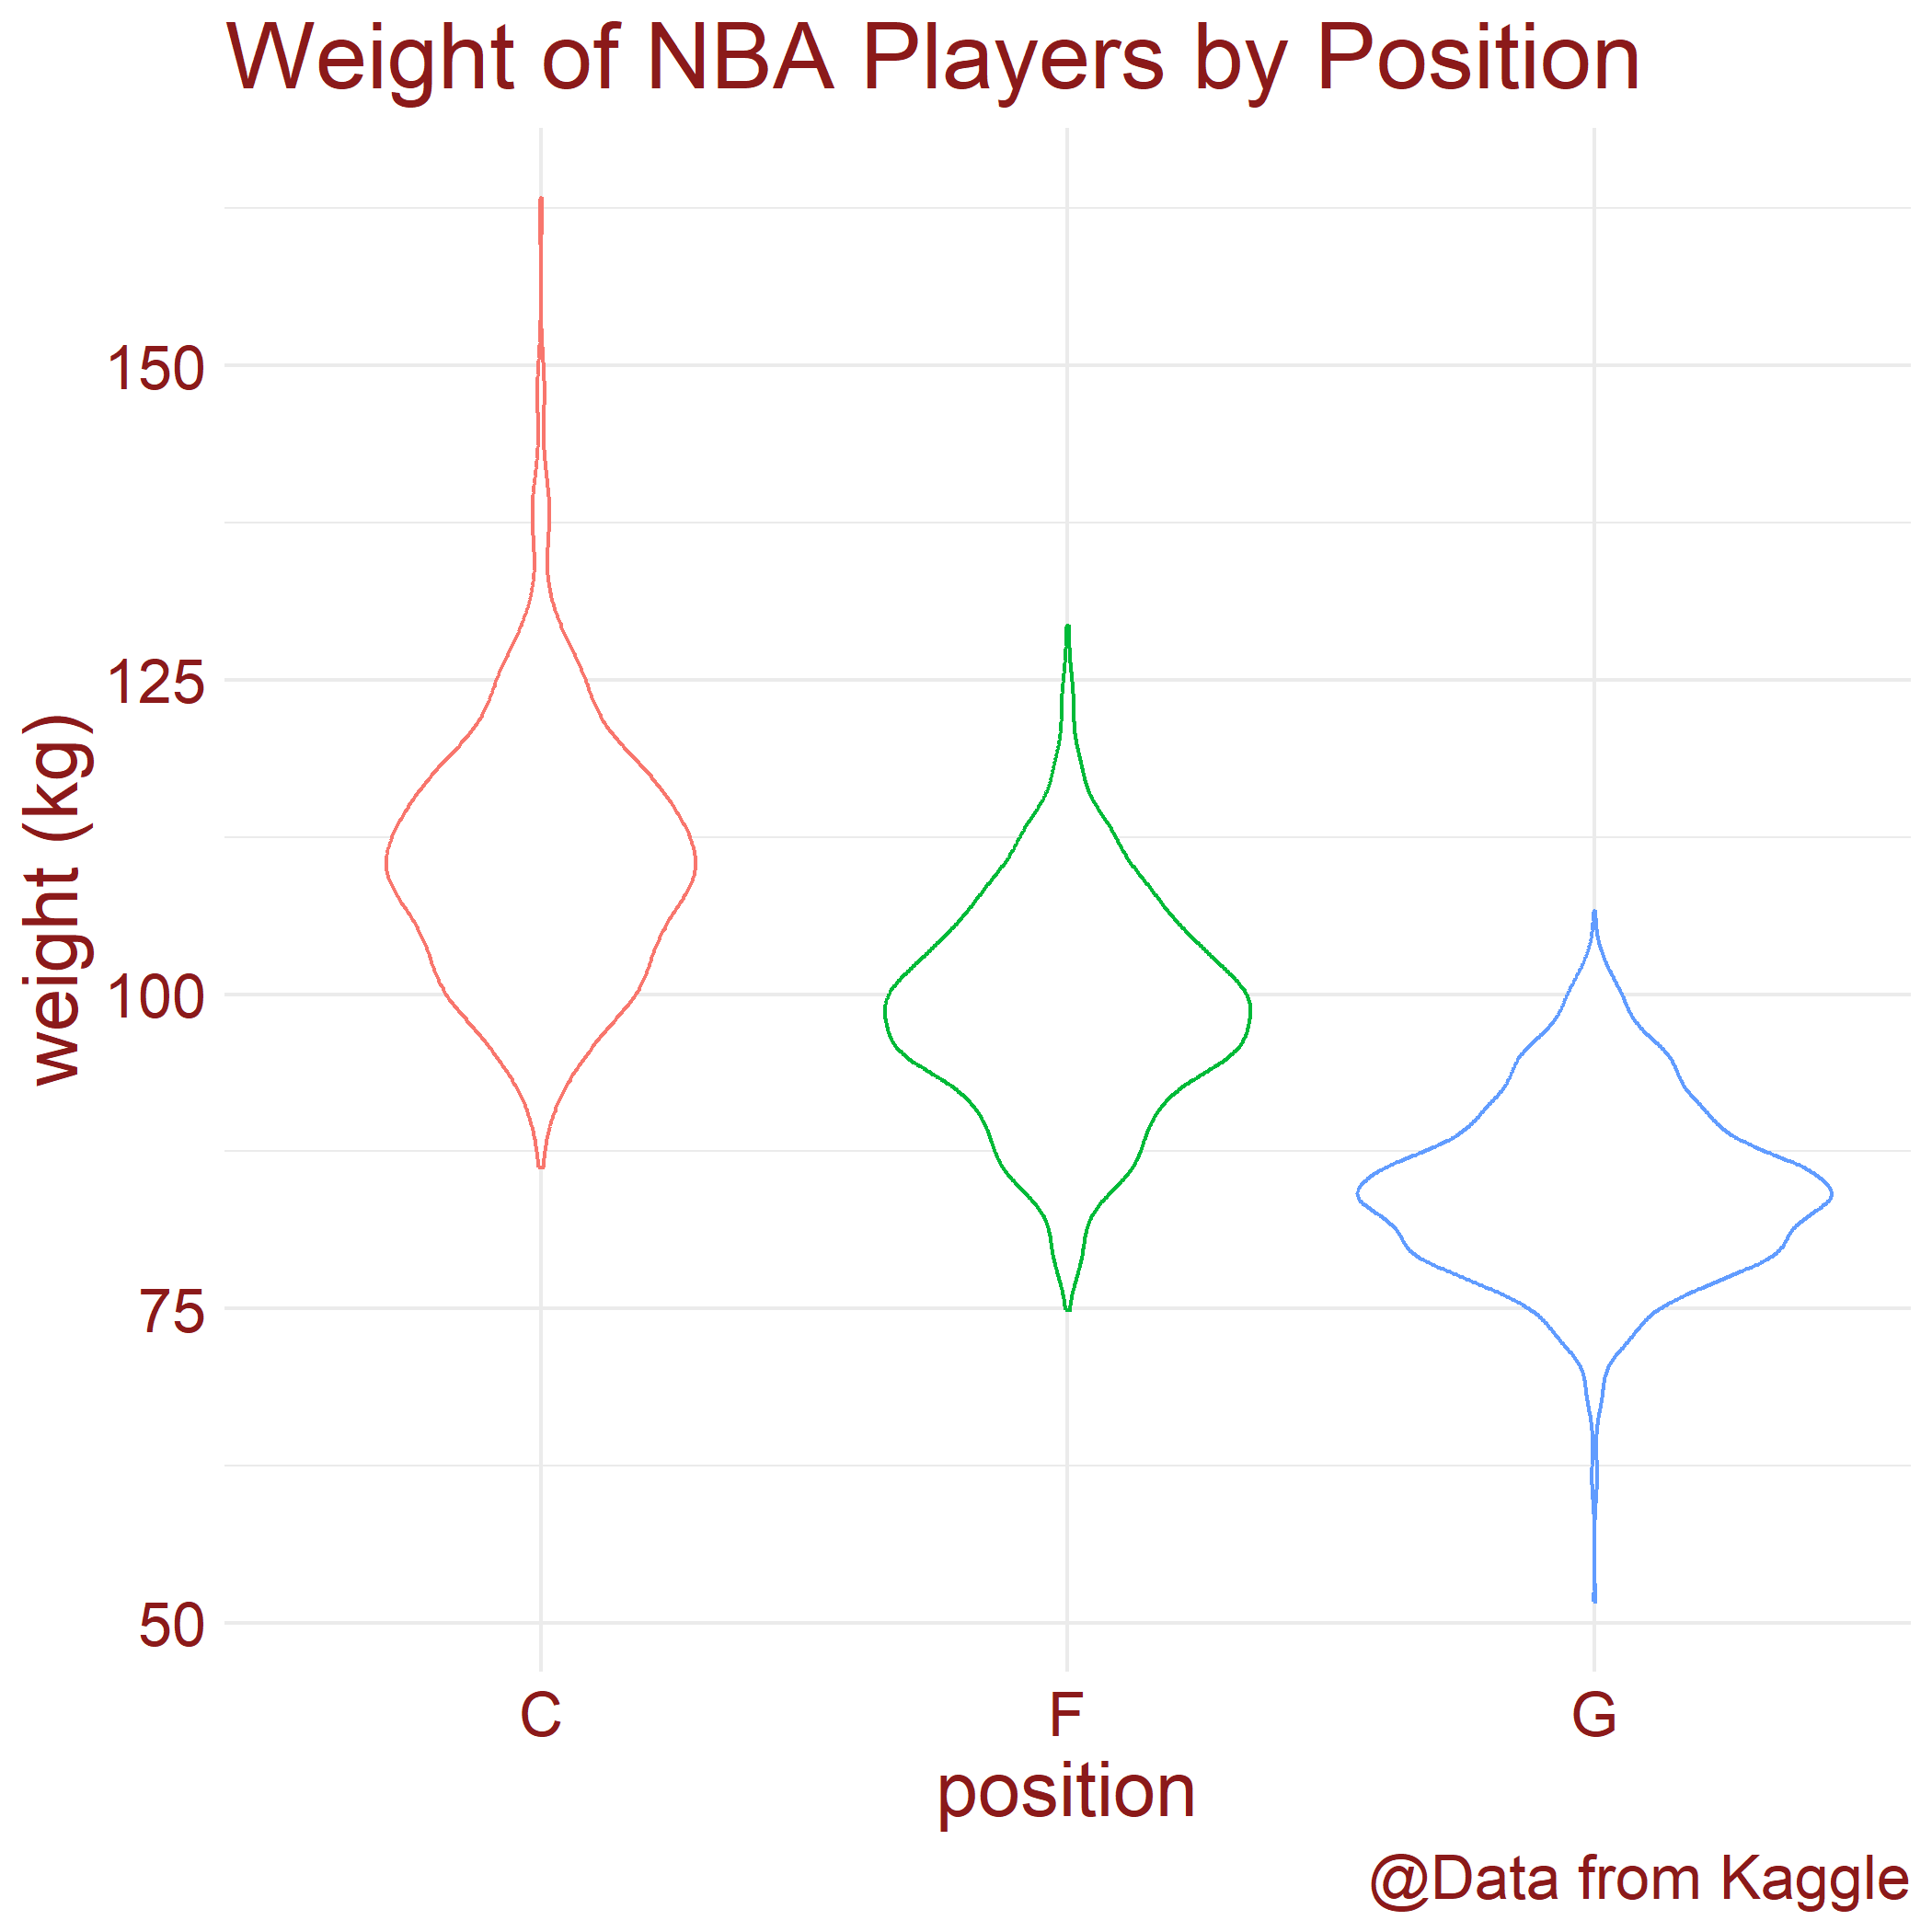 Weight of NBA Players by Position
150
125
100
75
50
weight (kg)
C
F
G
position
@Data from Kaggle